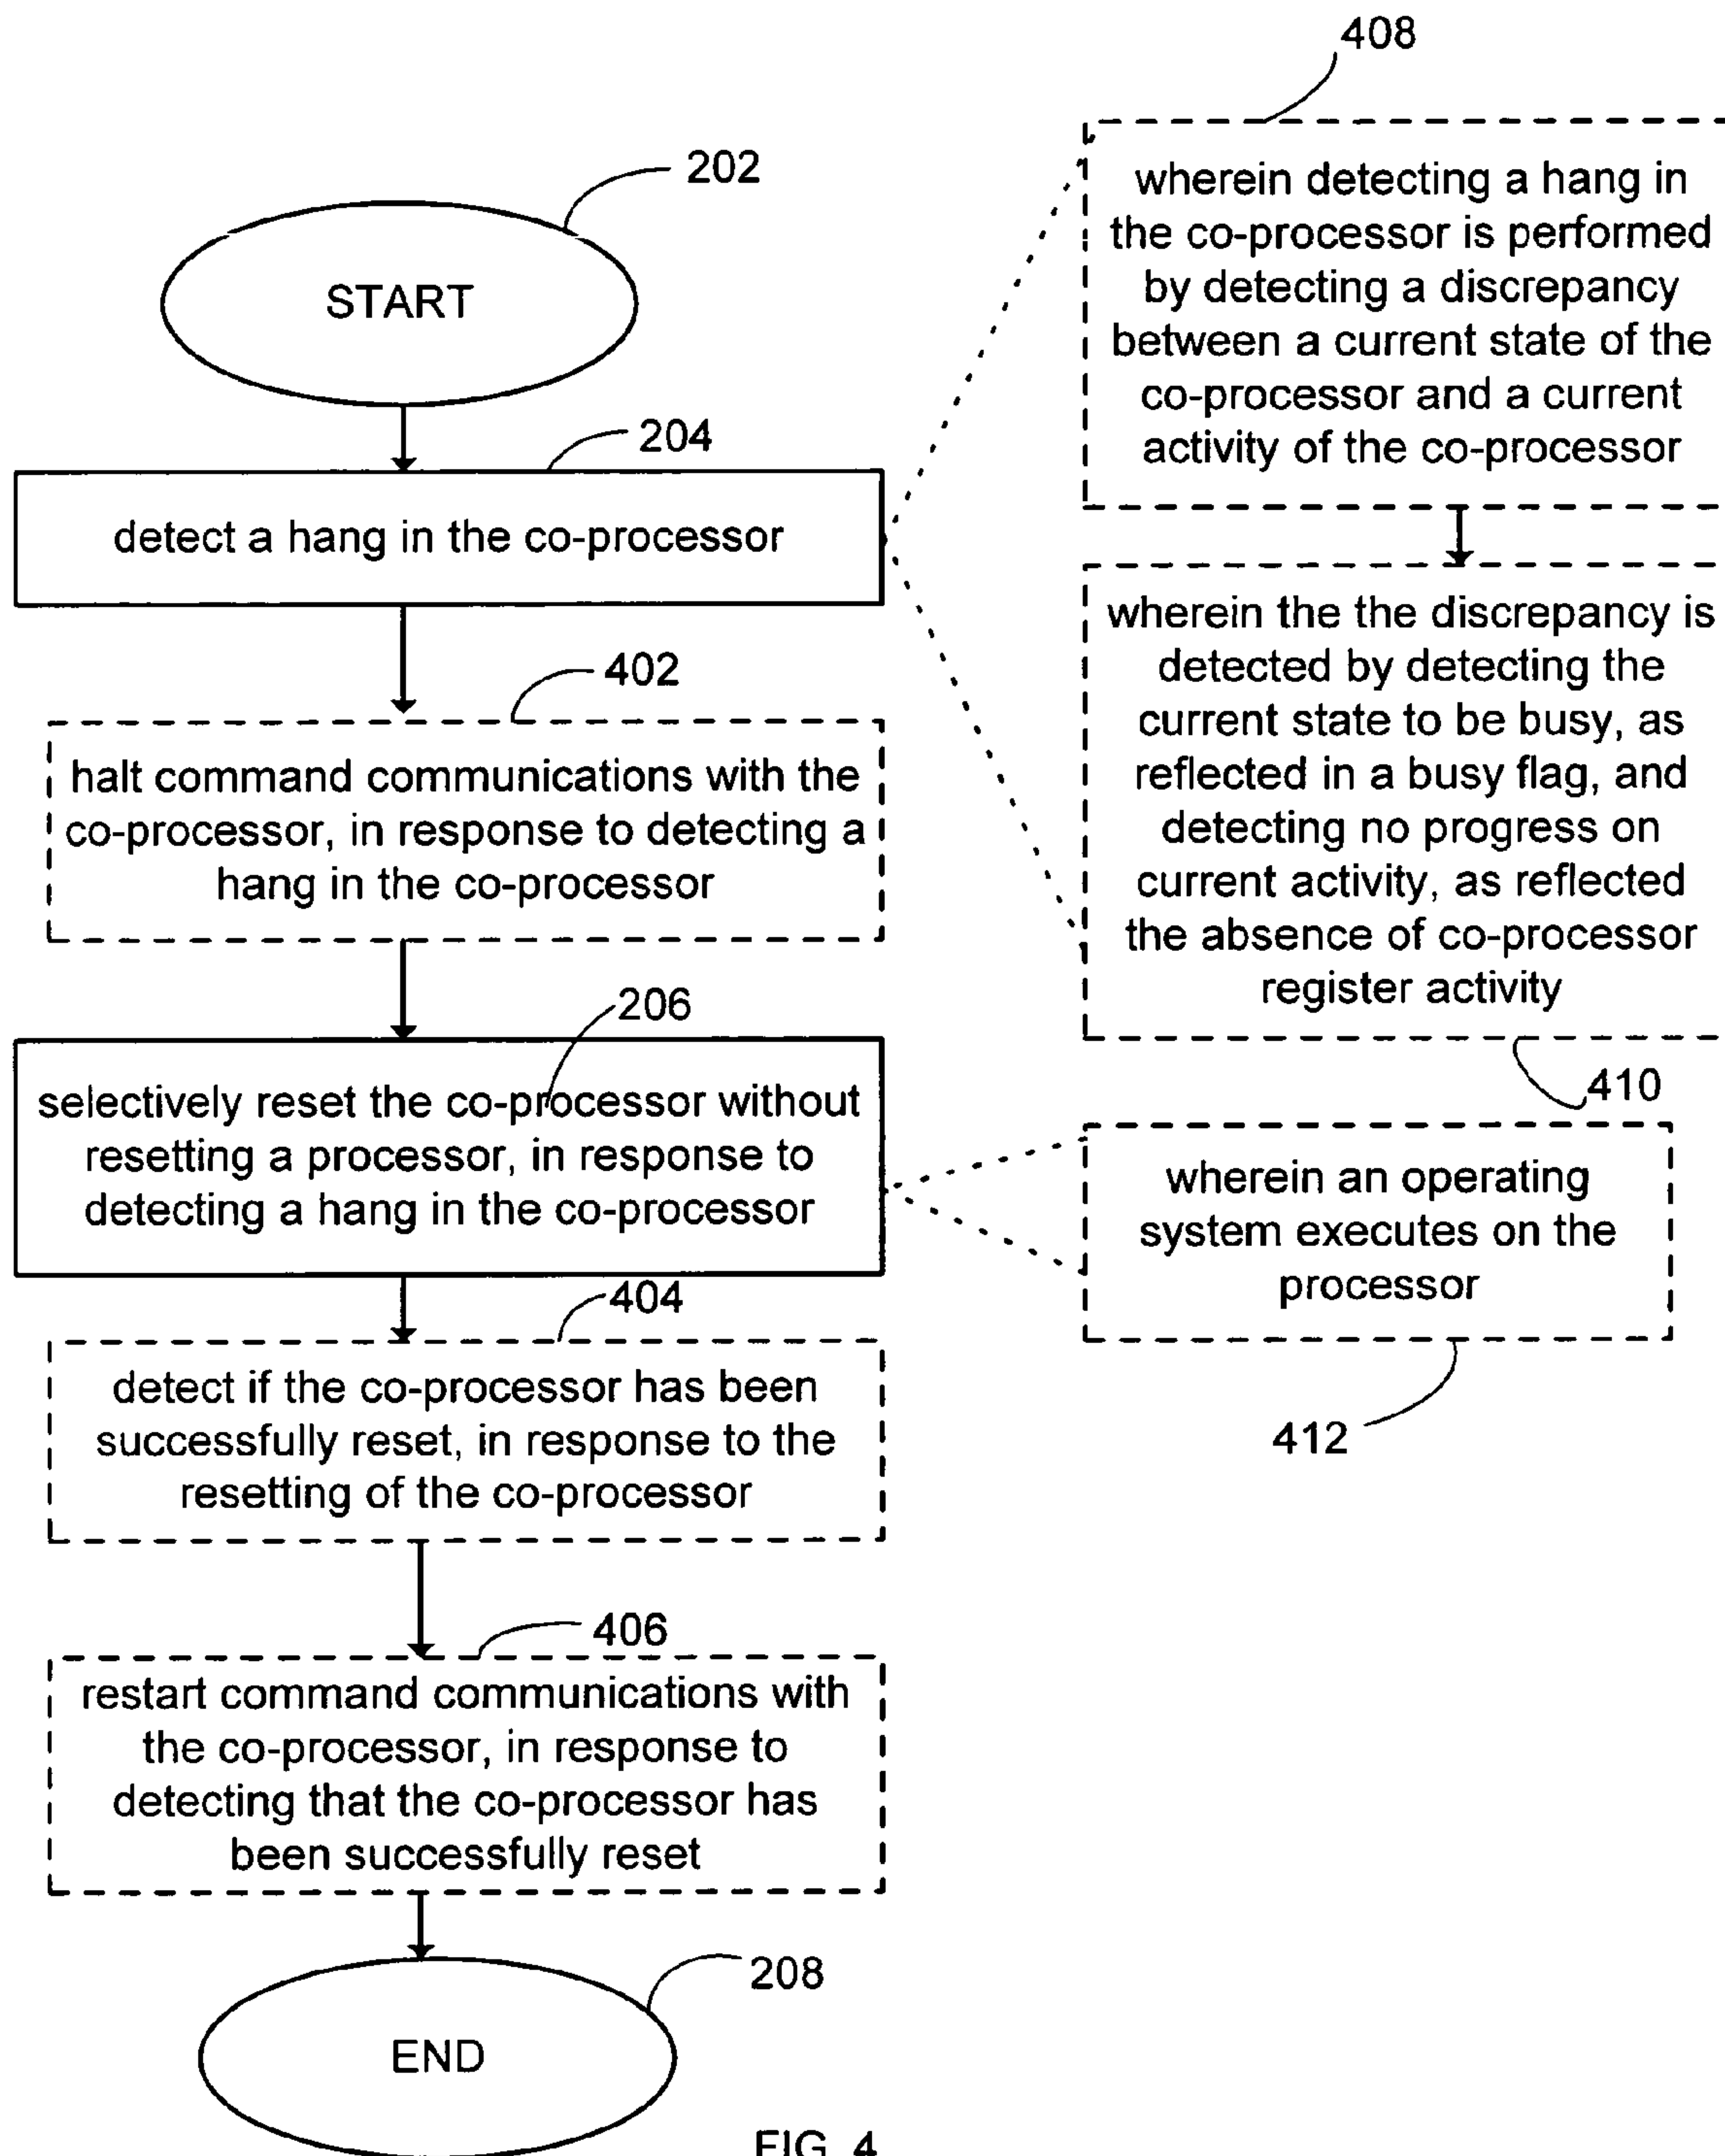 202
START
204
detect a hang in the co-processor
402
halt command communications with the
co-processor, in response to detecting a
hang in the co-processor
206
selectively reset the co-processor without
resetting a processor, in response to
detecting a hang in the co-processor
404
detect if the co-processor has been
successfully reset, in response to the
resetting of the co-processor
406
restart command communications with
the co-processor, in response to
detecting that the co-processor has
been successfully reset
208
END
408
wherein detecting a hang in
the co-processor is performed
by detecting a discrepancy
between a current state of the
co-processor and a current
activity of the co-processor
wherein the the discrepancy is
detected by detecting the
current state to be busy, as
reflected in a busy flag, and
detecting no progress on
current activity, as reflected
the absence of co-processor
register activity
410
wherein an operating
system executes on the
processor
412
FIG. 4